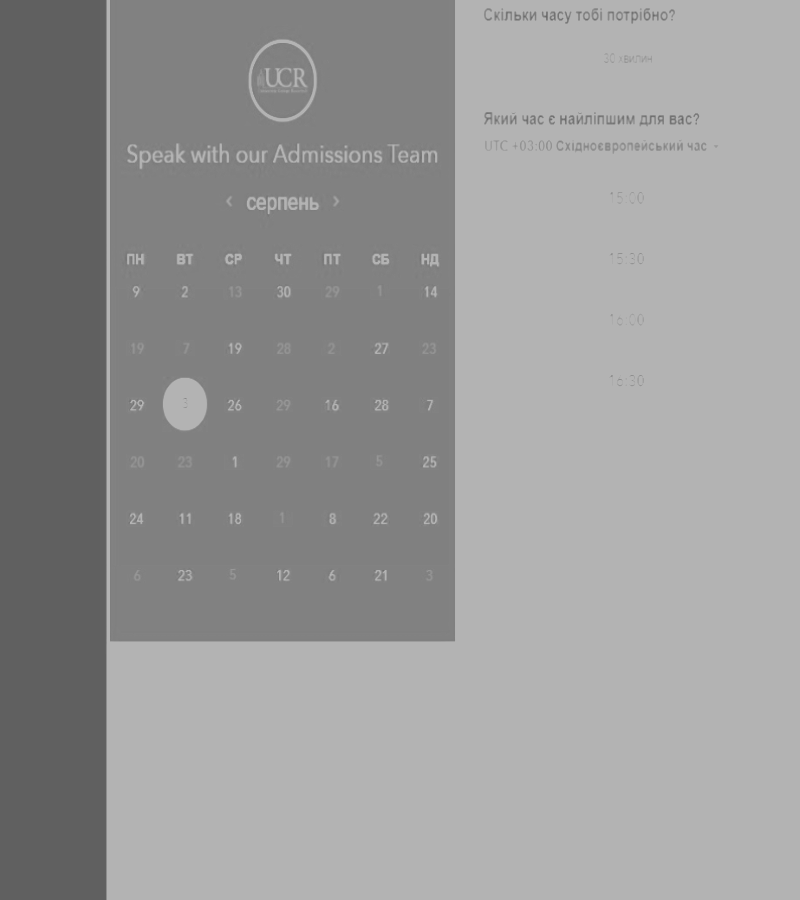 UCR
Speak with our Admissions Team
‹ серпень ›
ПН ВТ СР ЧТ ПТ СБ НД
9 2 13 30 29 1 14
19 7 19 28 2 27 23
29 3 26 29 16 28 7
20 23 1 29 17 5 25
24 11 18 1 8 22 20
6 23 5 12 6 21 3
Скільки часу тобі потрібно?
30 хвилин
Який час є найліпшим для вас?
UTC +03:00 Східноєвропейський час
15:00
15:30
16:00
16:30